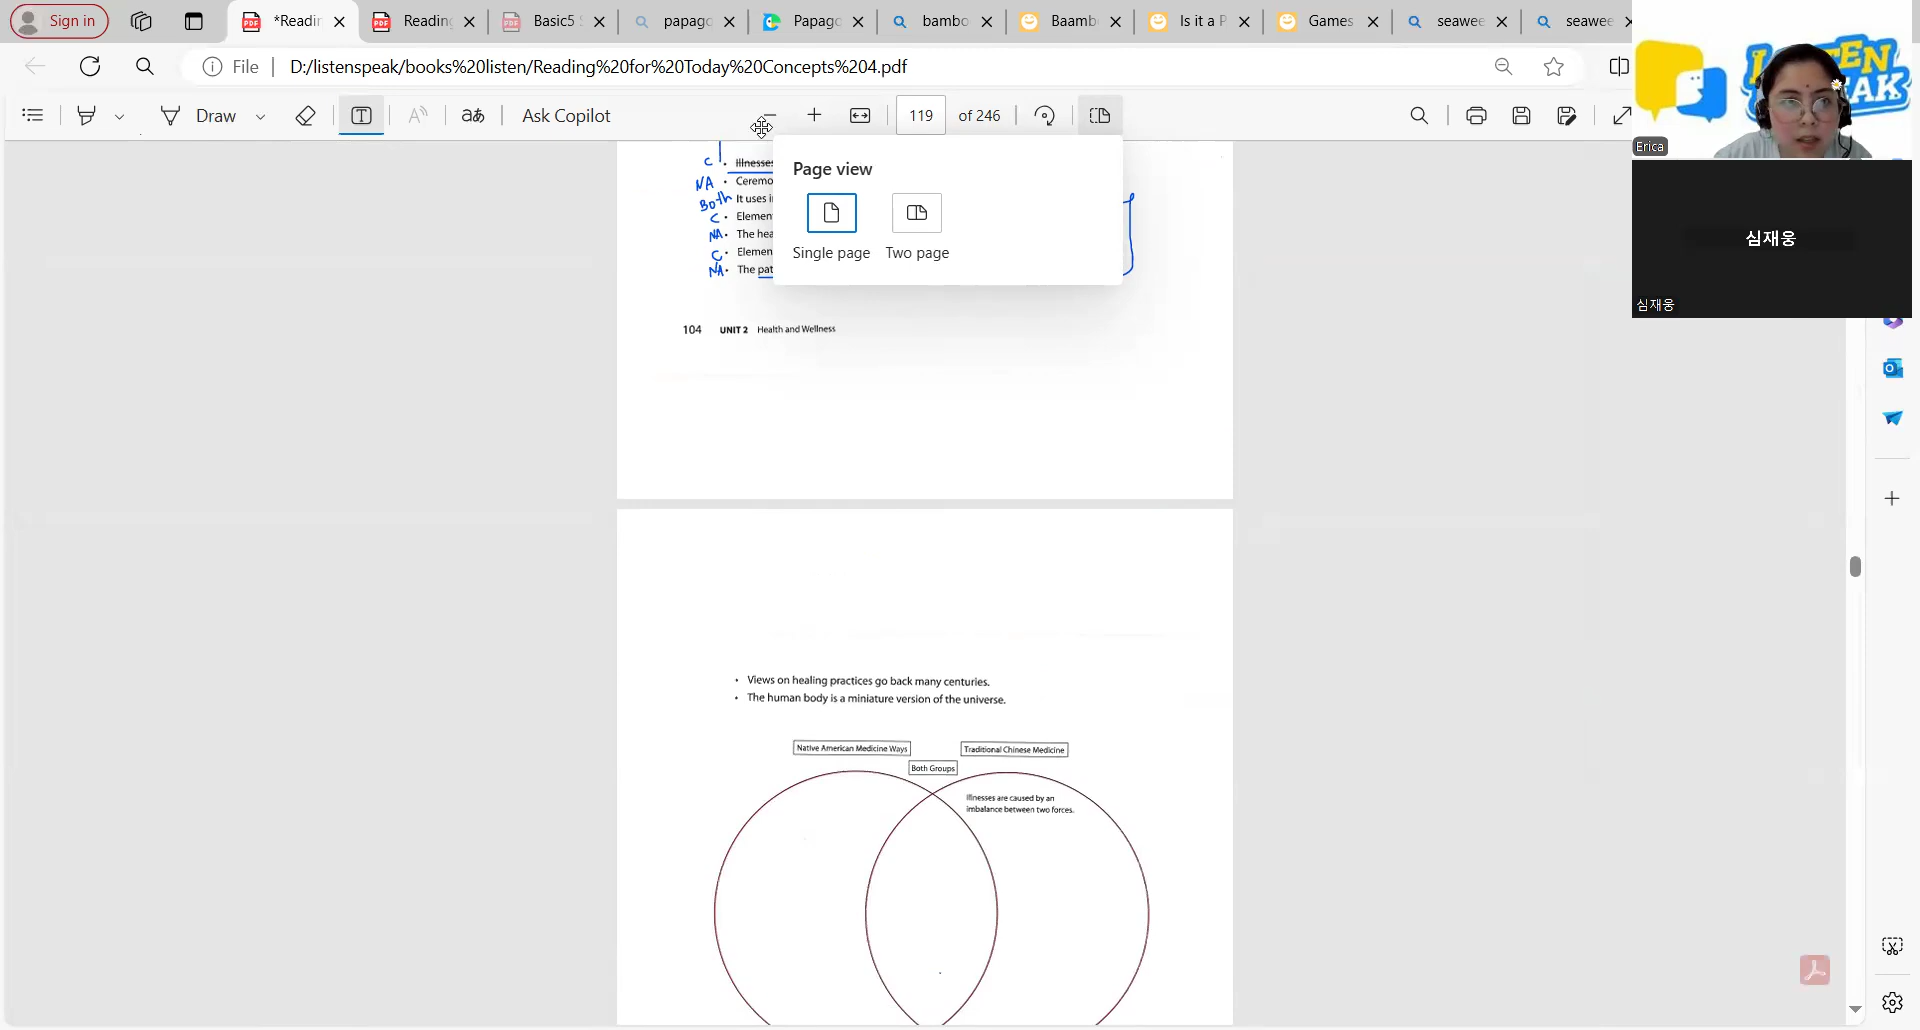 Sign in
*Readin
Reading
Basic5 S
papago
Papago
bambo
Baamb
Is it a P
Games
seawee
seawee
File
D:/listenspeak/books%20listen/Reading%20for%20Today%20Concepts%204.pdf
Draw
aあ
Ask Copilot
119
of 246
Page view
Single page
Two page
C • Illnesses
NA • Ceremo
Both It uses i
C • Elemen
NA • The hea
C • Elemen
NA • The pat
104 UNIT 2 Health and Wellness
• Views on healing practices go back many centuries.
• The human body is a miniature version of the universe.
Native American Medicine Ways
Traditional Chinese Medicine
Both Groups
Illnesses are caused by an
imbalance between two forces.
Erica
심재웅
심재웅